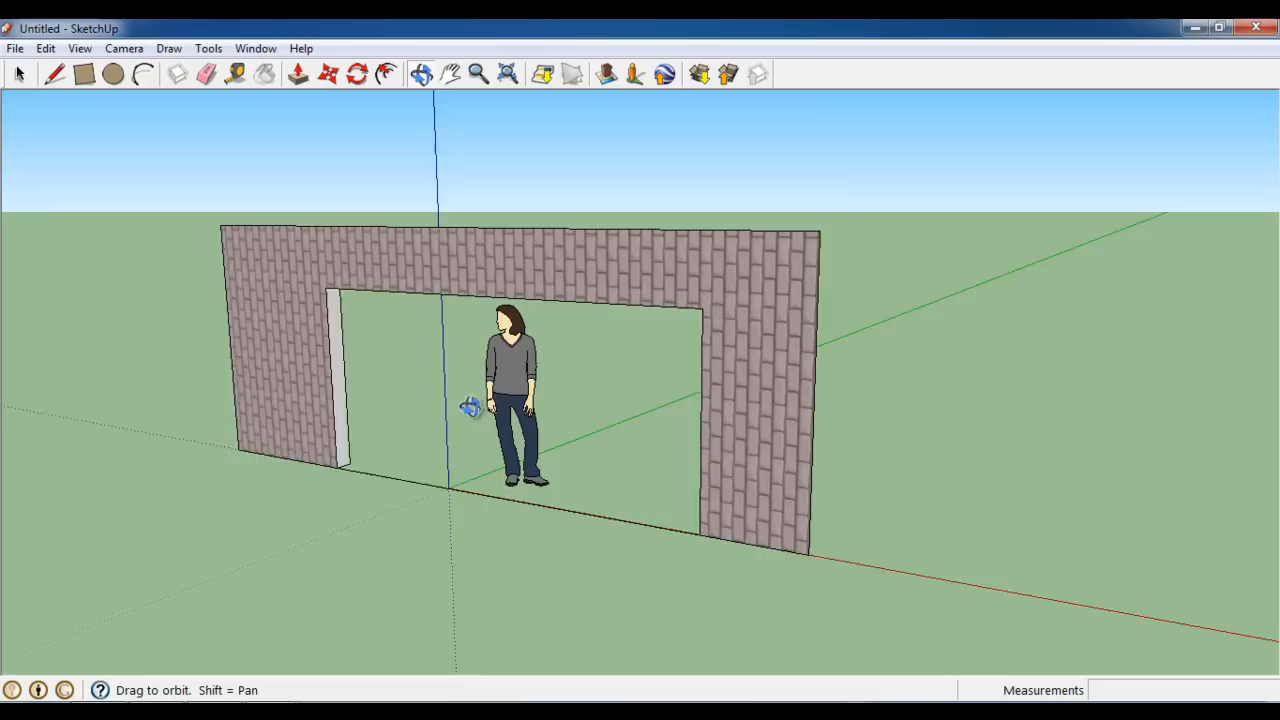 Untitled - SketchUp
File Edit View Camera Draw Tools Window Help
Drag to orbit. Shift = Pan
Measurements